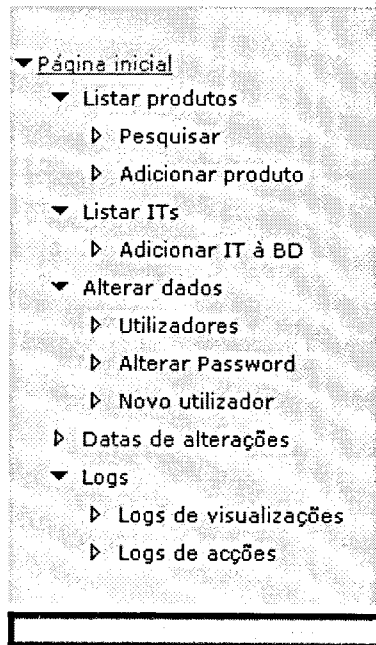 Página inicial
Listar produtos
Pesquisar
Adicionar produto
Listar ITs
Adicionar IT à BD
Alterar dados
Utilizadores
Alterar Password
Novo utilizador
Datas de alterações
Logs
Logs de visualizações
Logs de acções